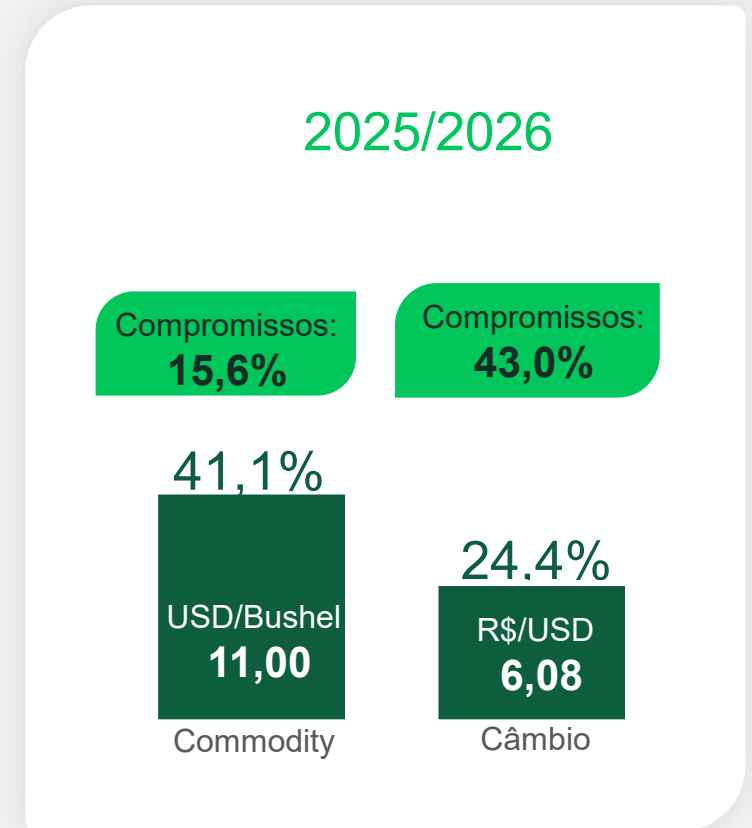 2025/2026
Compromissos:
15,6%
Compromissos:
43,0%
41,1%
24,4%
USD/Bushel
11,00
R$/USD
6,08
Commodity
Câmbio